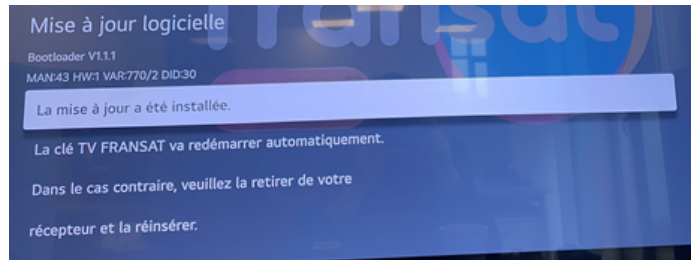 Mise à jour logicielle
Bootloader V1.1.1
MAN:43 HW:1 VAR:770/2 DID:30
La mise à jour a été installée.
La clé TV FRANSAT va redémarrer automatiquement.
Dans le cas contraire, veuillez la retirer de votre
récepteur et la réinsérer.